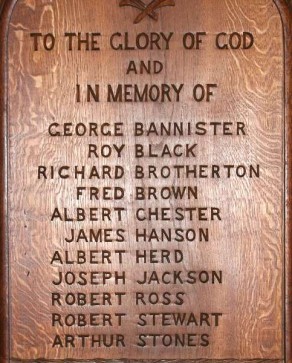 TO THE GLORY OF GOD
AND
IN MEMORY OF
GEORGE BANNISTER
ROY BLACK
RICHARD BROTHERTON
FRED BROWN
ALBERT CHESTER
JAMES HANSON
ALBERT HERD
JOSEPH JACKSON
ROBERT ROSS
ROBERT STEWART
ARTHUR STONES